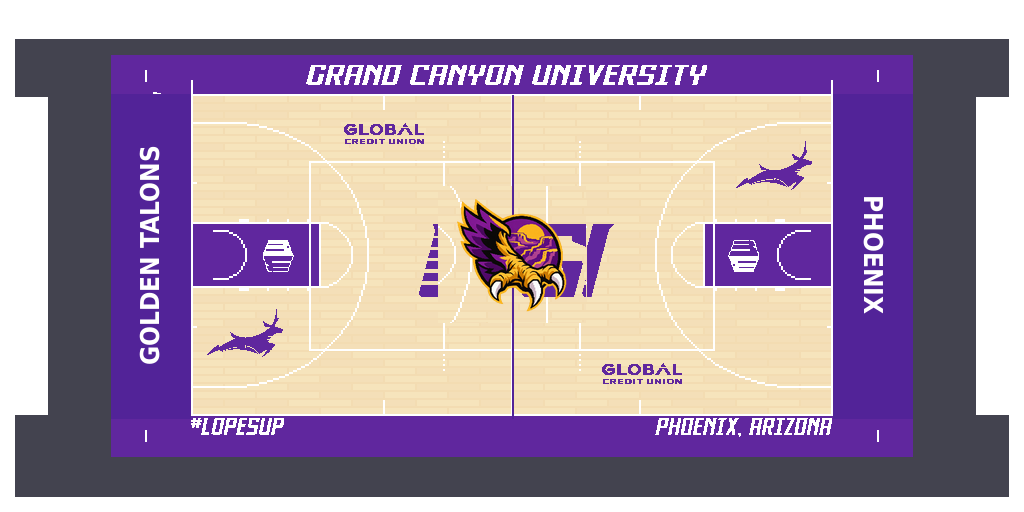 GRAND CANYON UNIVERSITY
GLOBAL
CREDIT UNION
GOLDEN TALONS
PHOENIX
GLOBAL
CREDIT UNION
#LOPESUP
PHOENIX, ARIZONA